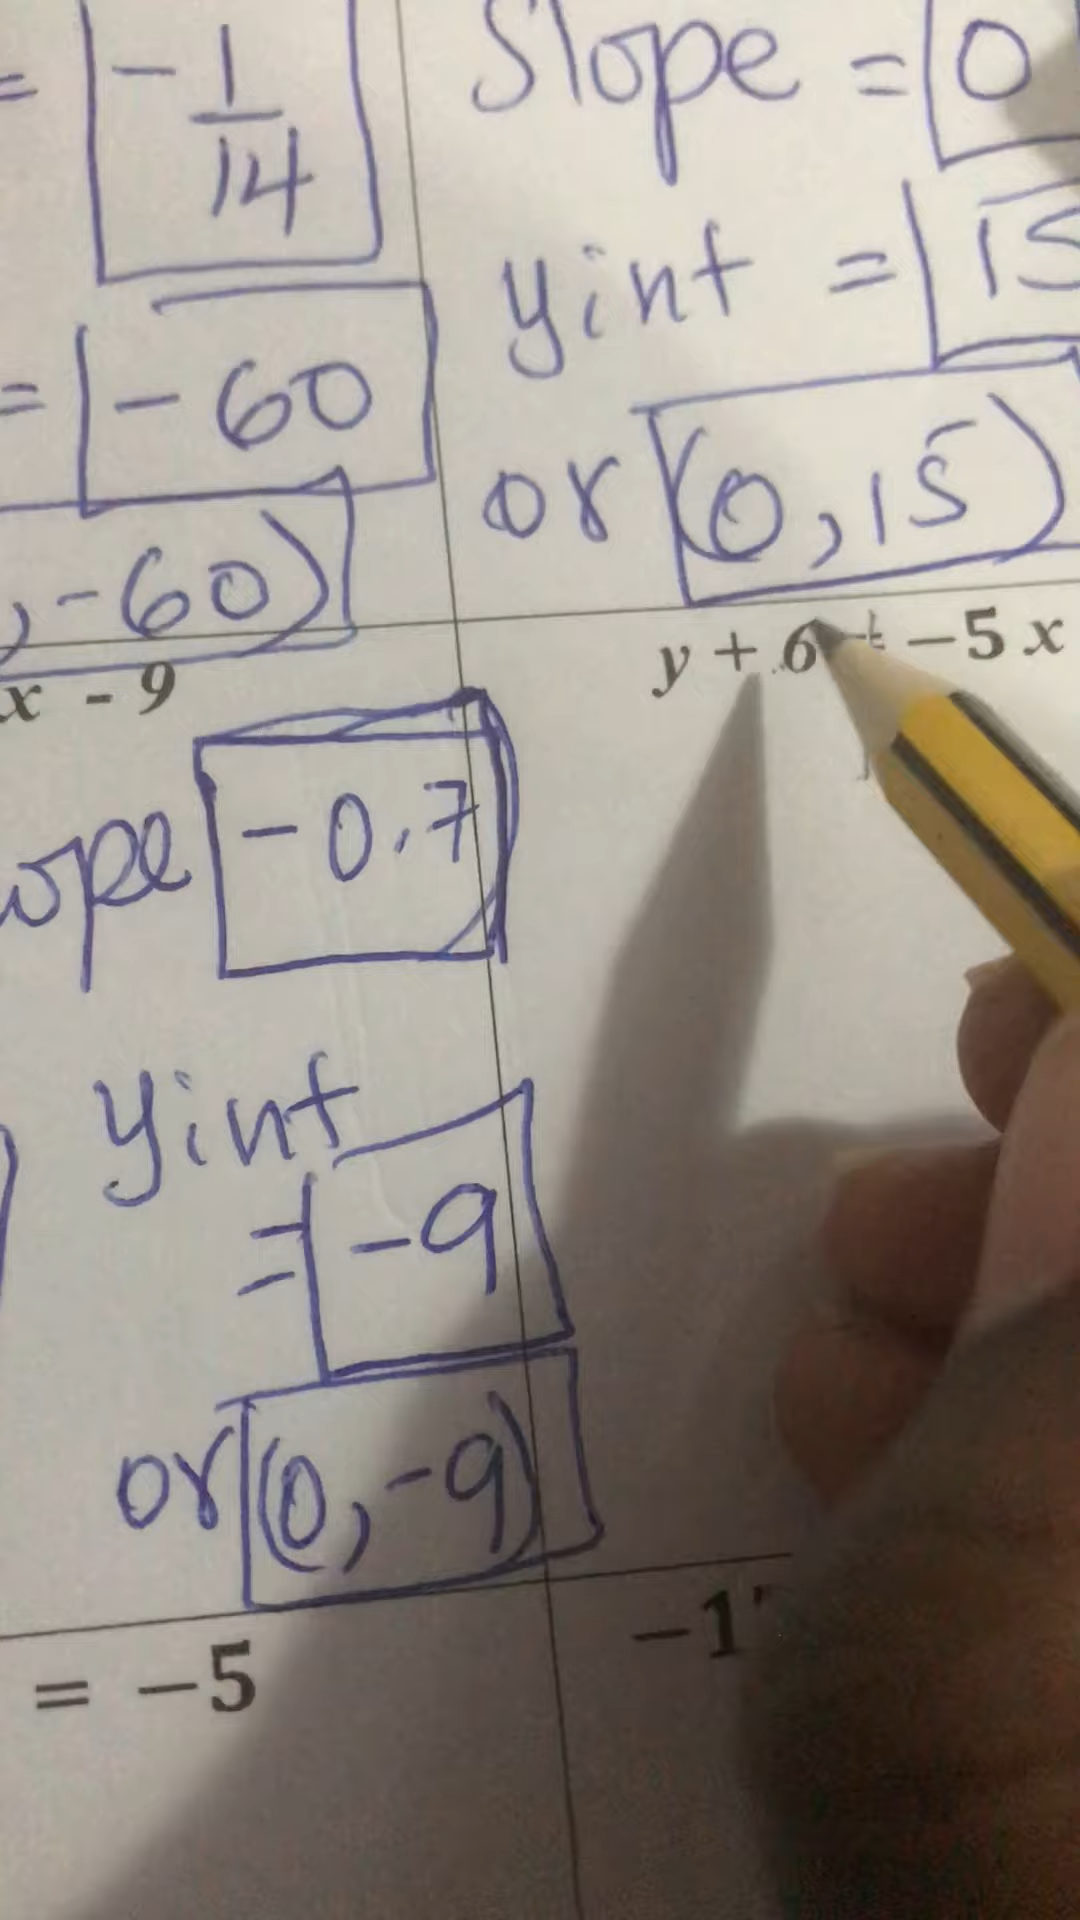 = -1/14
Slope = 0
yint = 15
= -60
or (0,15)
, -60)
x - 9
y + 6 = -5 x
ope -0.7
yint
= -9
or (0, -9)
= -5
-1